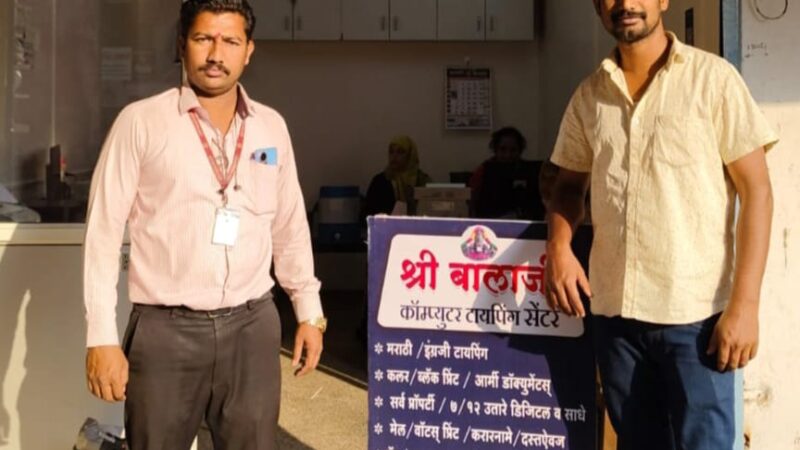 श्री बालाजी
कॉम्प्युटर टायपिंग सेंटर
* मराठी / इंग्रजी टायपिंग
* कलर / ब्लॅक प्रिंट / आर्मी डॉक्युमेंटस्
* सर्व प्रॉपर्टी / ७/१२ उतारे डिजिटल व साधे
* मेल/वॉटस् प्रिंट / करारनामे/दस्तऐवज